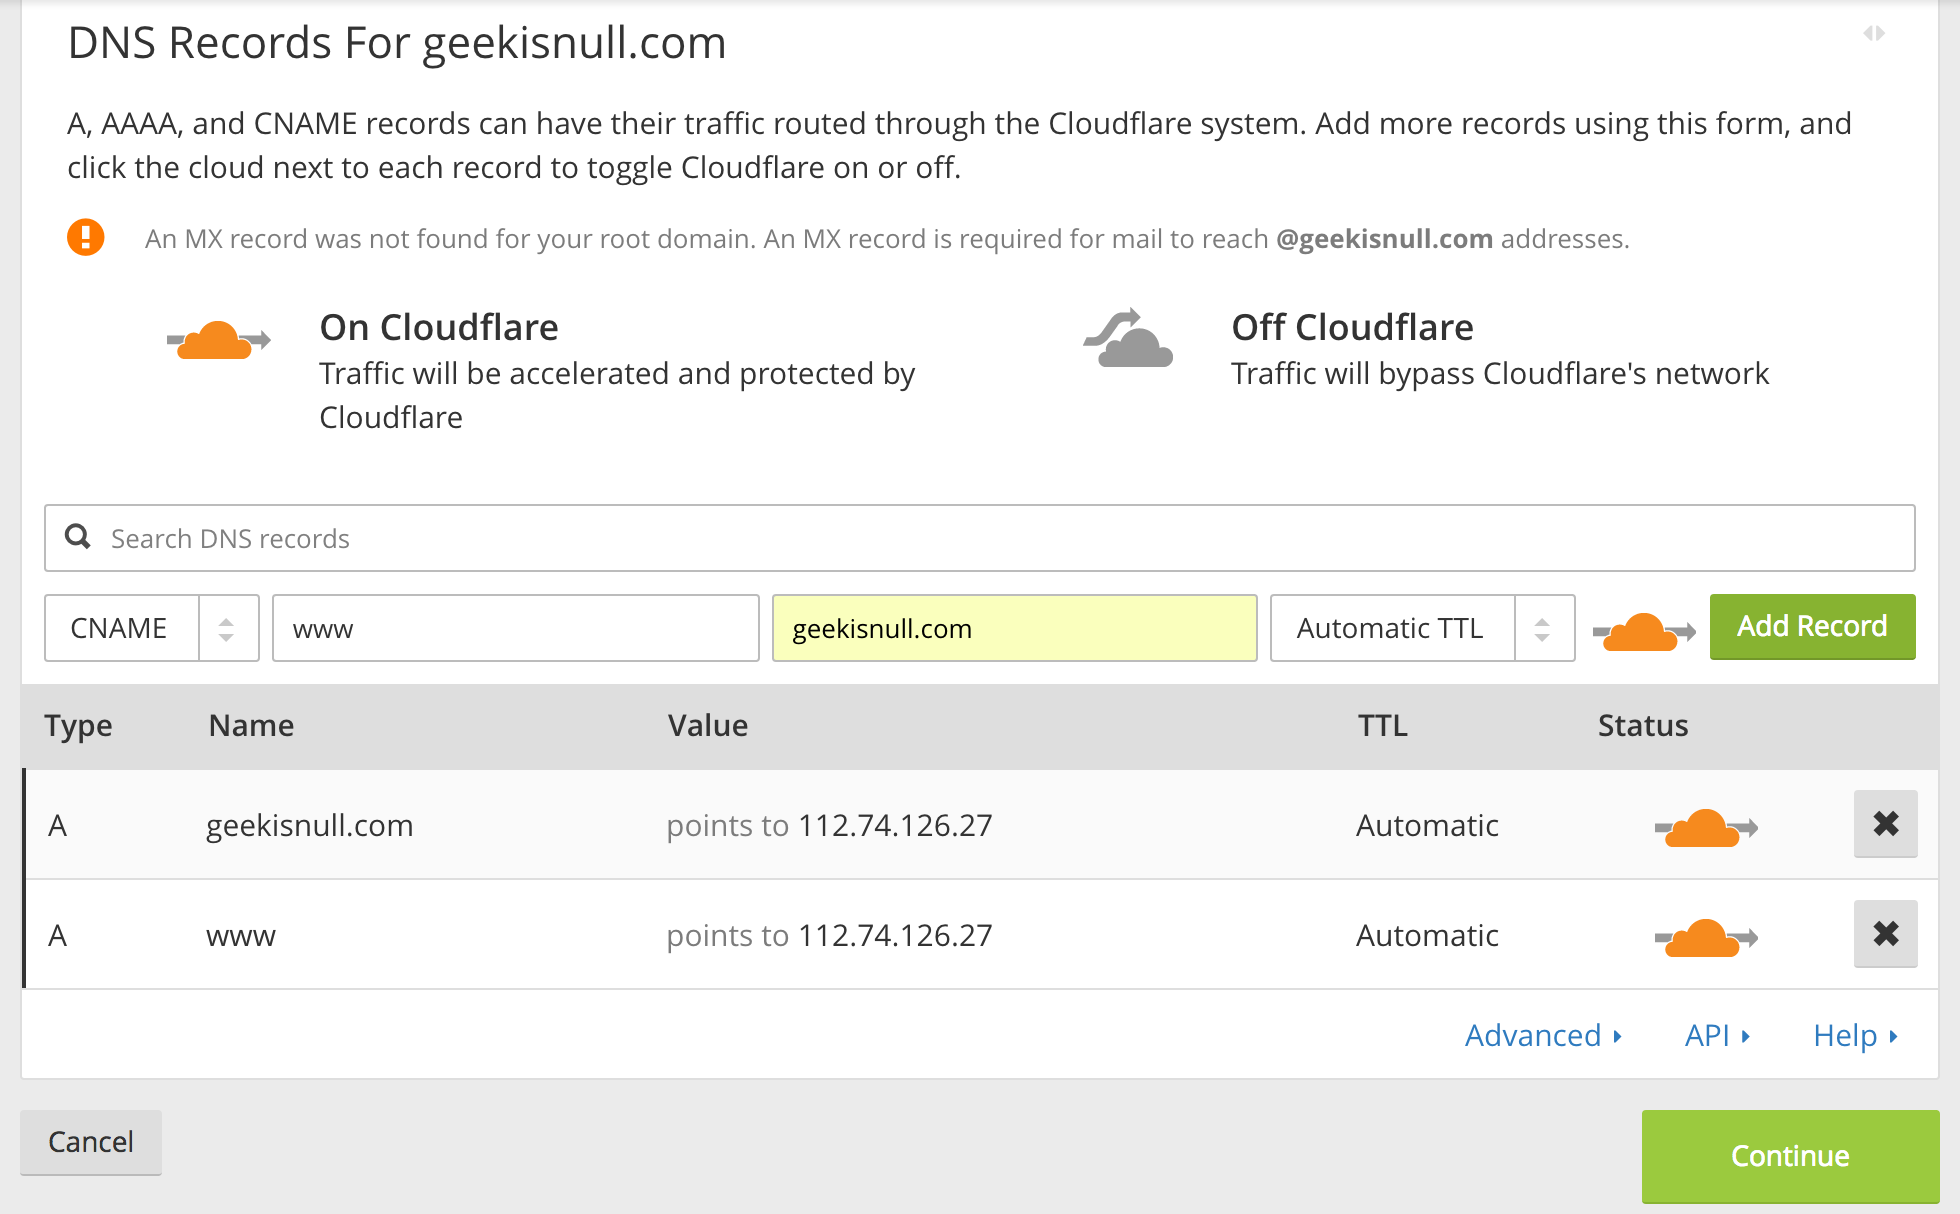 DNS Records For geekisnull.com
A, AAAA, and CNAME records can have their traffic routed through the Cloudflare system. Add more records using this form, and
click the cloud next to each record to toggle Cloudflare on or off.
An MX record was not found for your root domain. An MX record is required for mail to reach @geekisnull.com addresses.
On Cloudflare
Traffic will be accelerated and protected by
Cloudflare
Off Cloudflare
Traffic will bypass Cloudflare's network
Search DNS records
CNAME www geekisnull.com Automatic TTL Add Record
Type Name Value TTL Status
A geekisnull.com points to 112.74.126.27 Automatic
A www points to 112.74.126.27 Automatic
Advanced API Help
Cancel Continue